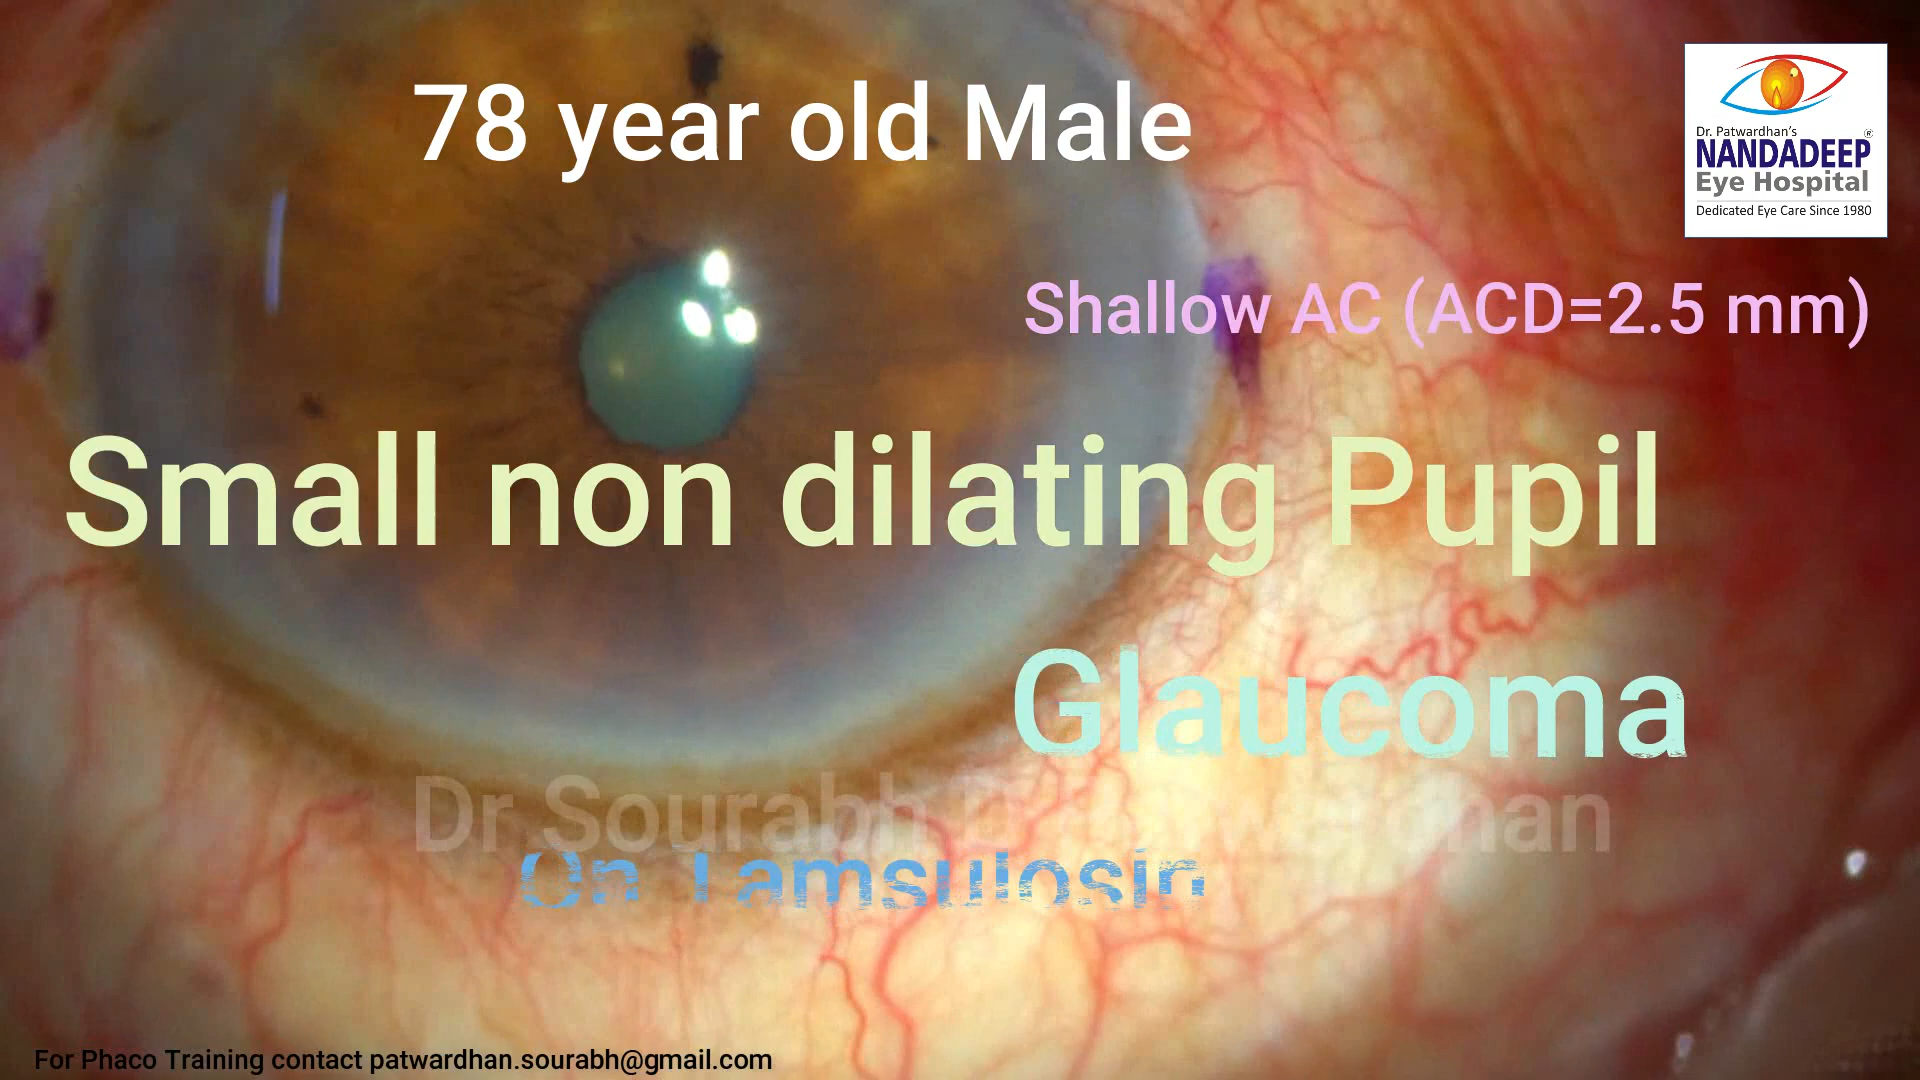 78 year old Male
Dr. Patwardhan's
NANDADEEP
Eye Hospital
Dedicated Eye Care Since 1980
Shallow AC (ACD=2.5 mm)
Small non dilating Pupil
Glaucoma
Dr Sourabh D Patwardhan
On Tamsulosin
For Phaco Training contact patwardhan.sourabh@gmail.com